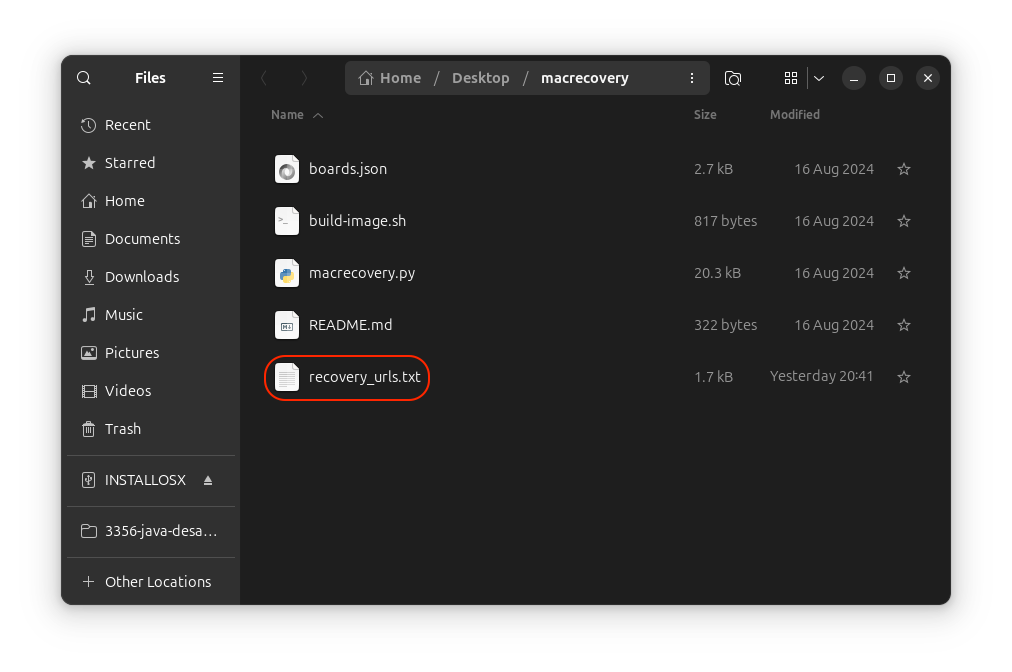 Files
Home / Desktop / macrecovery
Recent
Starred
Home
Documents
Downloads
Music
Pictures
Videos
Trash
INSTALLOSX
3356-java-desa…
Other Locations
Name Size Modified
boards.json 2.7 kB 16 Aug 2024
build-image.sh 817 bytes 16 Aug 2024
macrecovery.py 20.3 kB 16 Aug 2024
README.md 322 bytes 16 Aug 2024
recovery_urls.txt 1.7 kB Yesterday 20:41